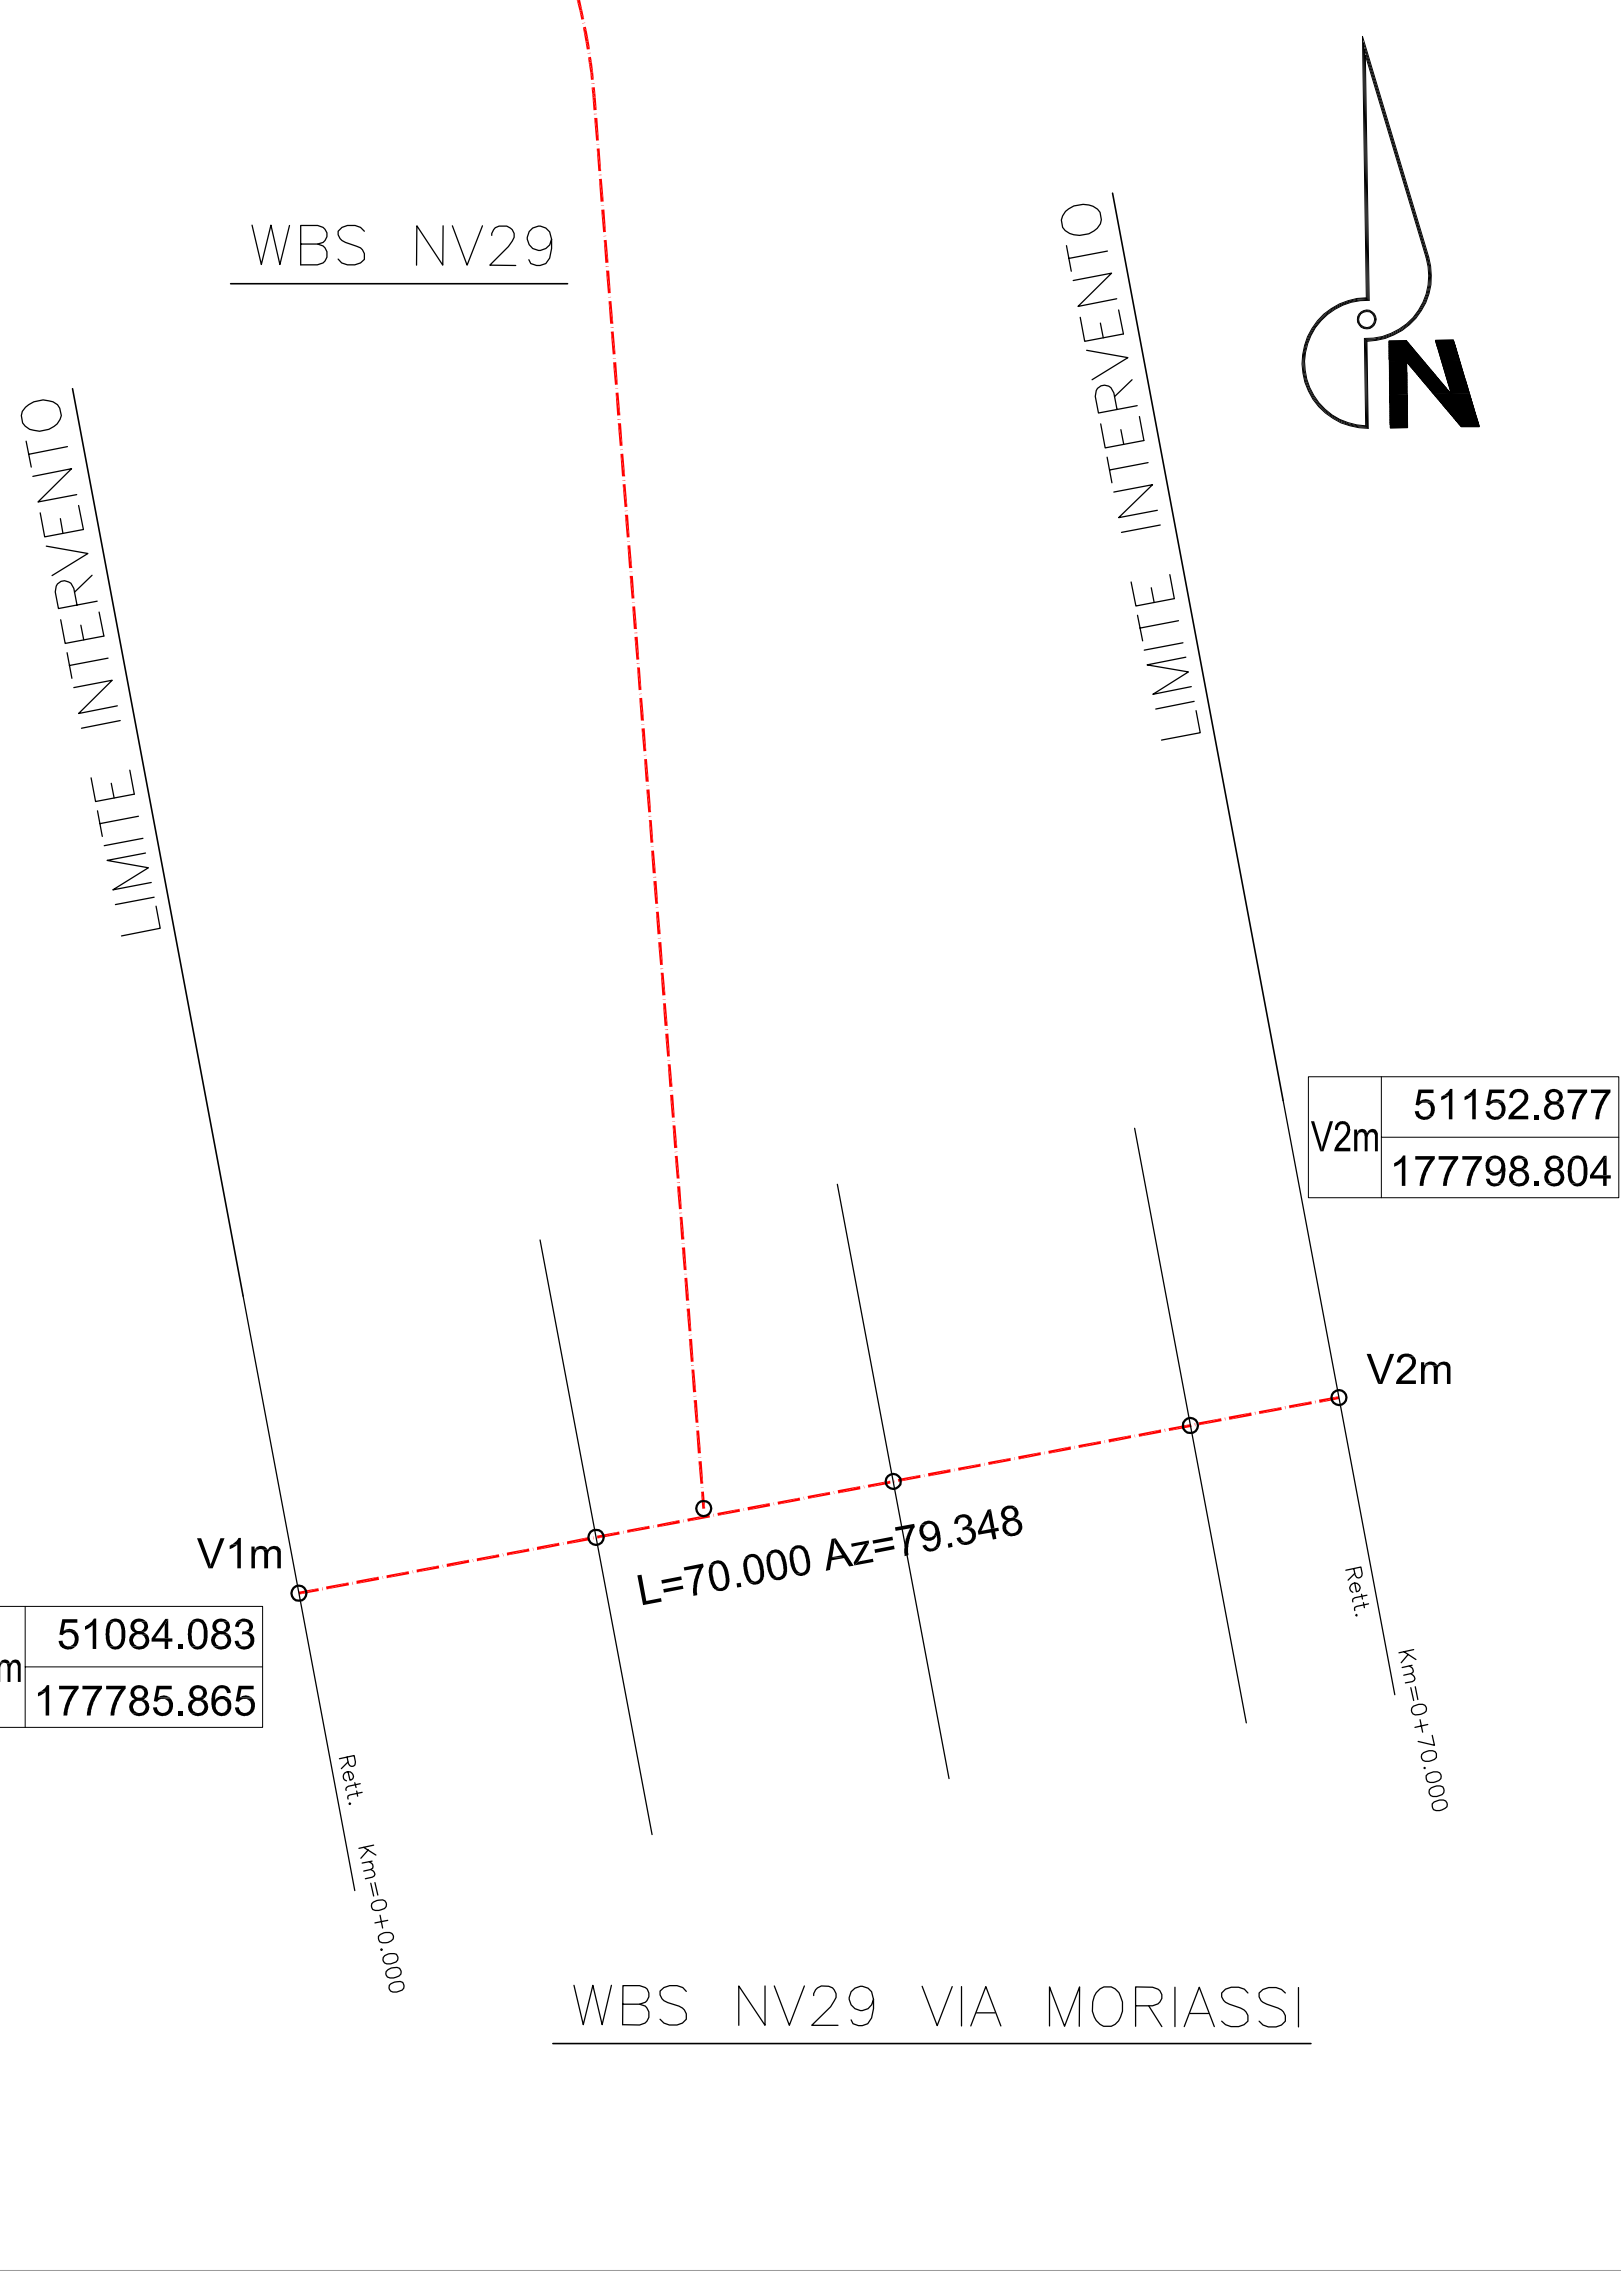 WBS NV29
N
LIMITE INTERVENTO
LIMITE INTERVENTO
V2m
51152.877
177798.804
V2m
V1m
L=70.000 Az=79.348
m
51084.083
177785.865
Rett.
Km=0+70.000
Rett.
Km=0+0.000
WBS NV29 VIA MORIASSI